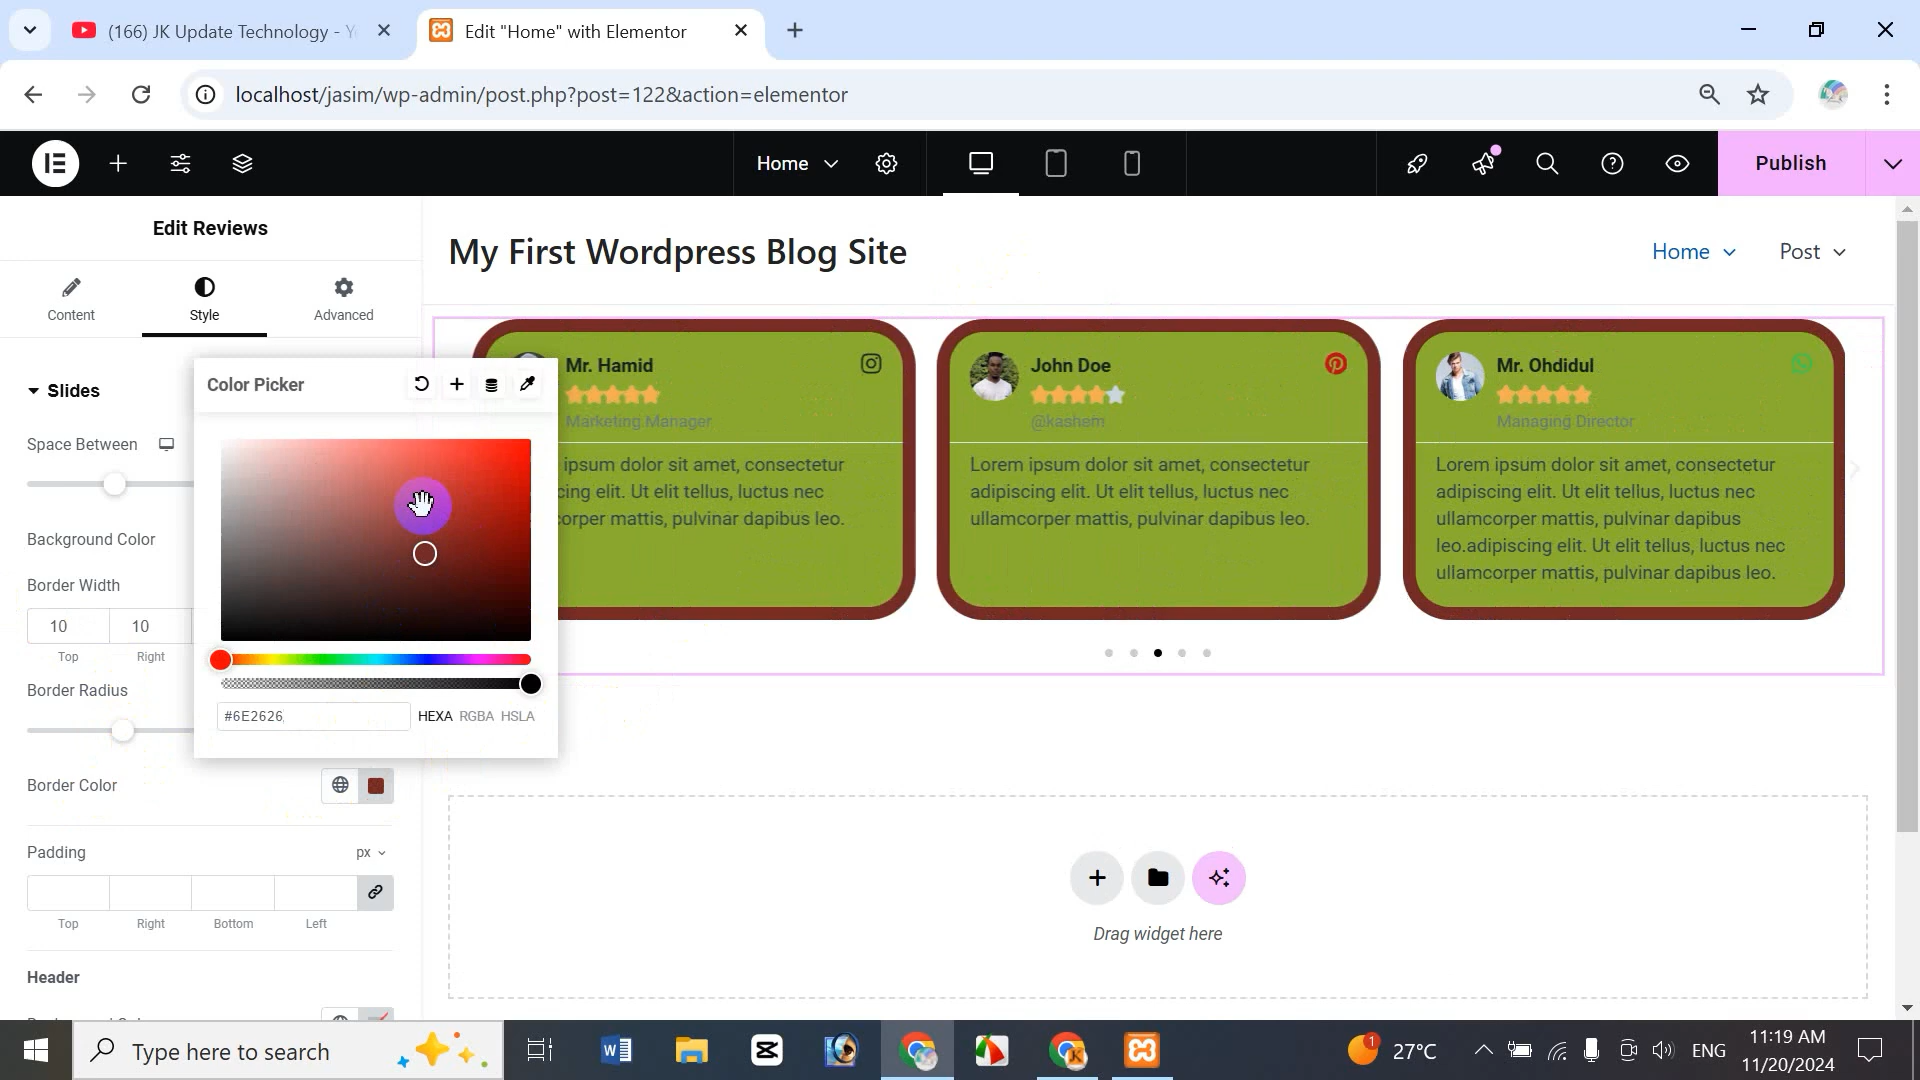 (166) JK Update Technology - Y
Edit "Home" with Elementor
localhost/jasim/wp-admin/post.php?post=122&action=elementor
Home
Publish
Edit Reviews
Content
Style
Advanced
My First Wordpress Blog Site
Home
Post
Slides
Space Between
Background Color
Border Width
10
10
Top
Right
Border Radius
Border Color
Padding
px
Top
Right
Bottom
Left
Header
Color Picker
#6E2626
HEXA
RGBA
HSLA
Mr. Hamid
Marketing Manager
ipsum dolor sit amet, consectetur
cing elit. Ut elit tellus, luctus nec
corper mattis, pulvinar dapibus leo.
John Doe
@kashem
Lorem ipsum dolor sit amet, consectetur
adipiscing elit. Ut elit tellus, luctus nec
ullamcorper mattis, pulvinar dapibus leo.
Mr. Ohdidul
Managing Director
Lorem ipsum dolor sit amet, consectetur
adipiscing elit. Ut elit tellus, luctus nec
ullamcorper mattis, pulvinar dapibus
leo.adipiscing elit. Ut elit tellus, luctus nec
ullamcorper mattis, pulvinar dapibus leo.
Drag widget here
Type here to search
1
27°C
ENG
11:19 AM
11/20/2024